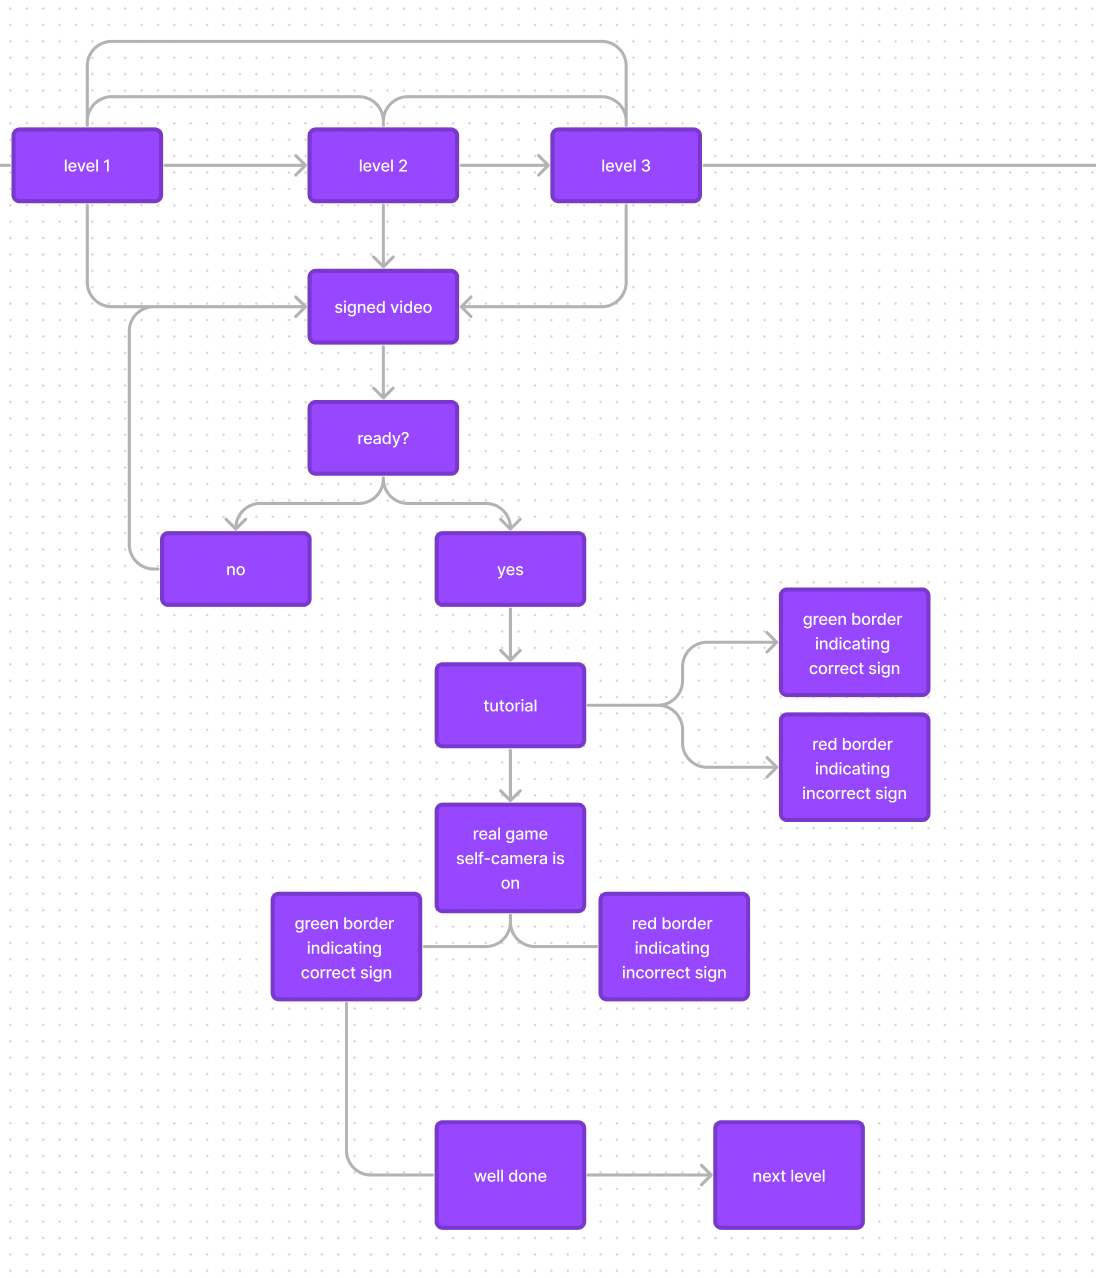 level 1
level 2
level 3
signed video
ready?
no
yes
green border
indicating
correct sign
tutorial
red border
indicating
incorrect sign
real game
self-camera is
on
green border
indicating
correct sign
red border
indicating
incorrect sign
well done
next level